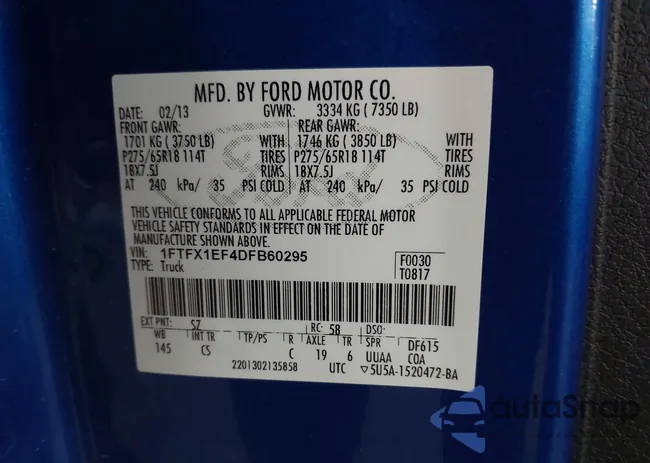 MFD. BY FORD MOTOR CO.
DATE: 02/13 GVWR: 3334 KG ( 7350 LB)
FRONT GAWR: REAR GAWR:
1701 KG ( 3750 LB) WITH 1746 KG ( 3850 LB) WITH
P275/65R18 114T TIRES P275/65R18 114T TIRES
18X7.5J RIMS 18X7.5J RIMS
AT 240 kPa/ 35 PSI COLD AT 240 kPa/ 35 PSI COLD
THIS VEHICLE CONFORMS TO ALL APPLICABLE FEDERAL MOTOR
VEHICLE SAFETY STANDARDS IN EFFECT ON THE DATE OF
MANUFACTURE SHOWN ABOVE.
VIN: 1FTFX1EF4DFB60295 F0030
TYPE: Truck T0817
EXT PNT: SZ RC: 58 DSO:
WB INT TR TP/PS R AXLE TR SPR DF615
145 CS C 19 6 UUAA COA
2201302135858 UTC ▽5U5A-1520472-BA
autoSnap